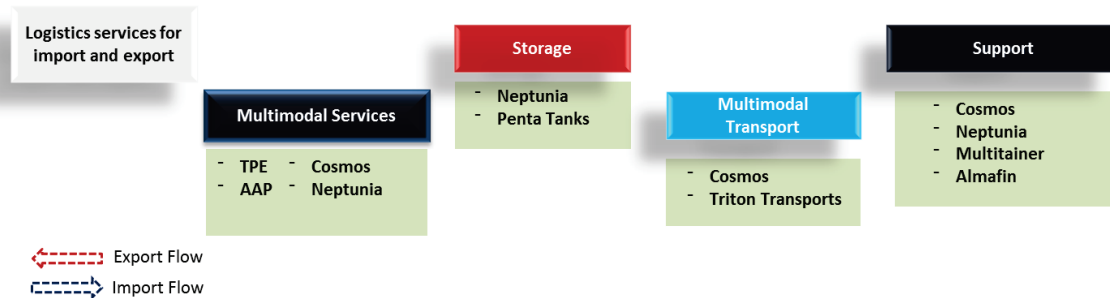 Logistics services for
import and export
Multimodal Services
- TPE - Cosmos
- AAP - Neptunia
Storage
- Neptunia
- Penta Tanks
Multimodal
Transport
- Cosmos
- Triton Transports
Support
- Cosmos
- Neptunia
- Multitainer
- Almafin
Export Flow
Import Flow